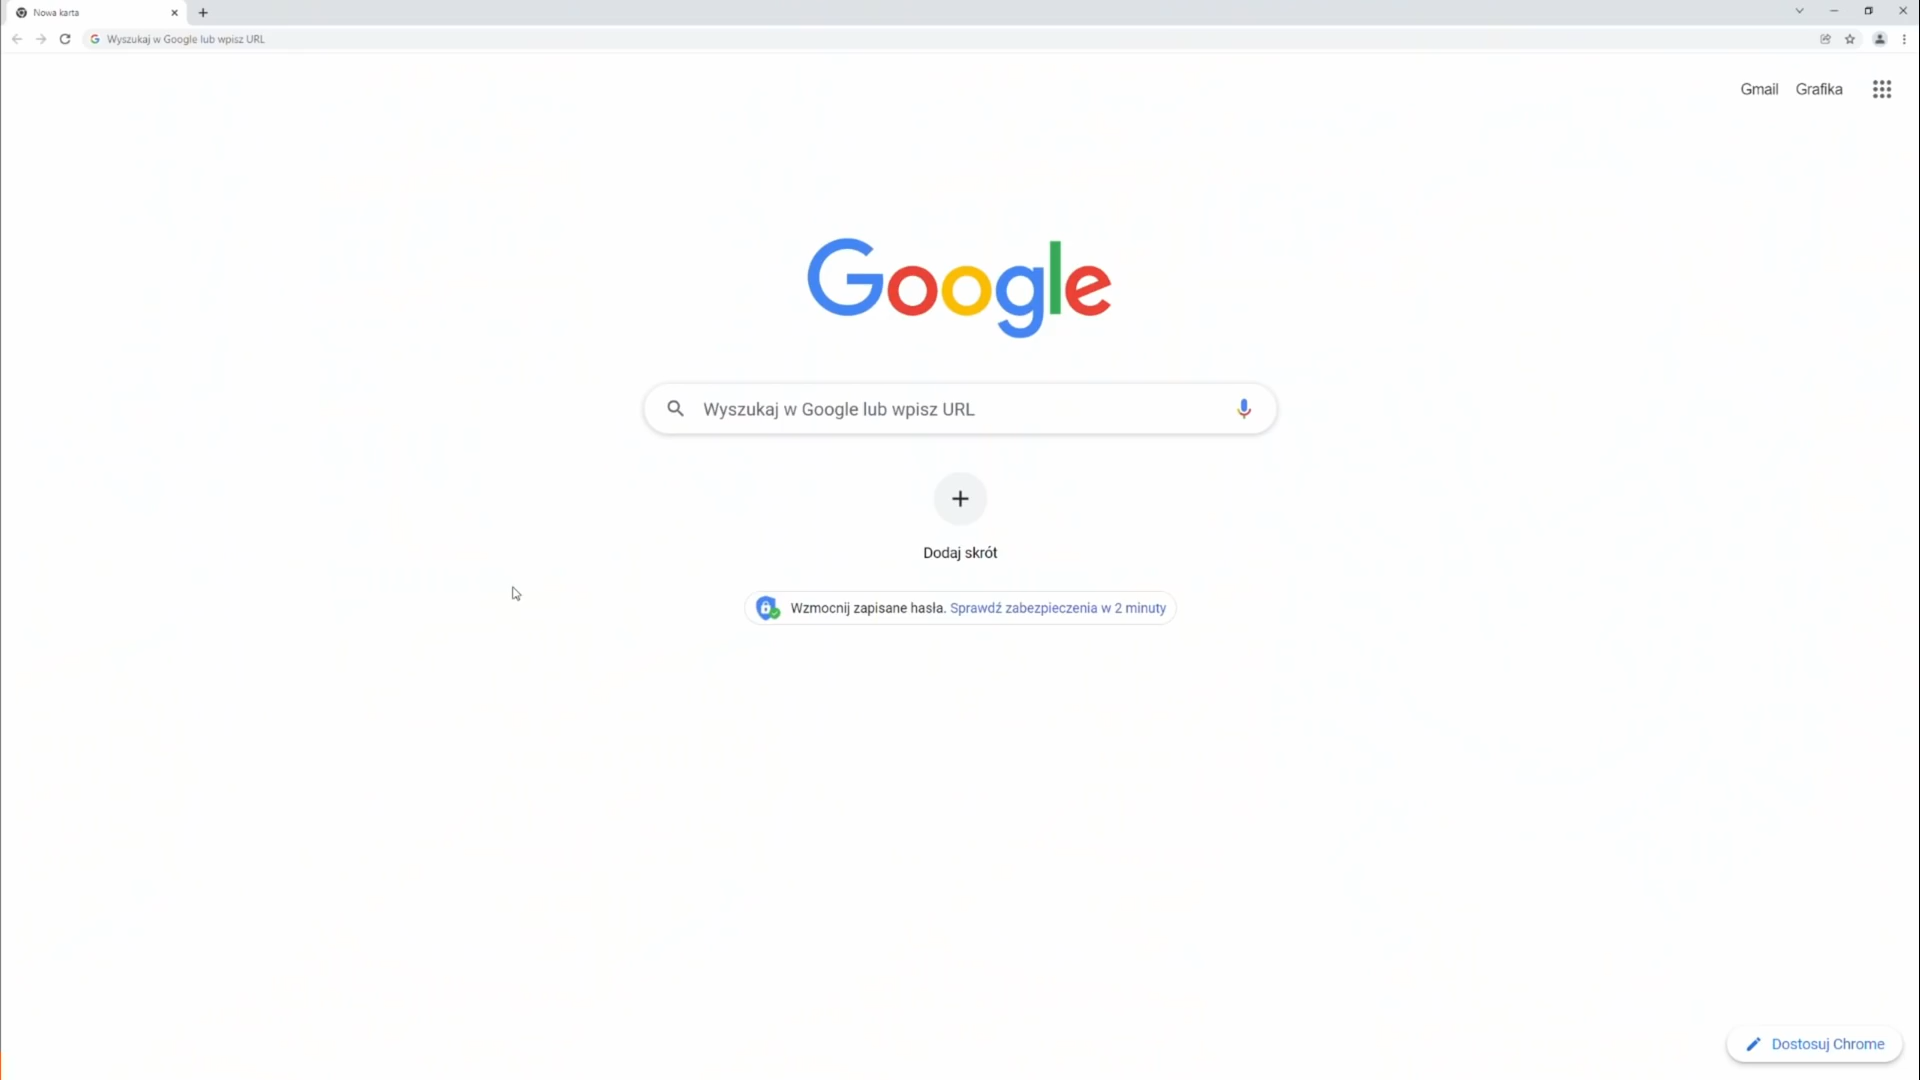 Nowa karta
Wyszukaj w Google lub wpisz URL
Gmail Grafika
Google
Wyszukaj w Google lub wpisz URL
Dodaj skrót
Wzmocnij zapisane hasła. Sprawdź zabezpieczenia w 2 minuty
Dostosuj Chrome